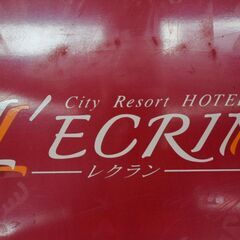 City Resort HOTEL
L'ECRIN
レクラン